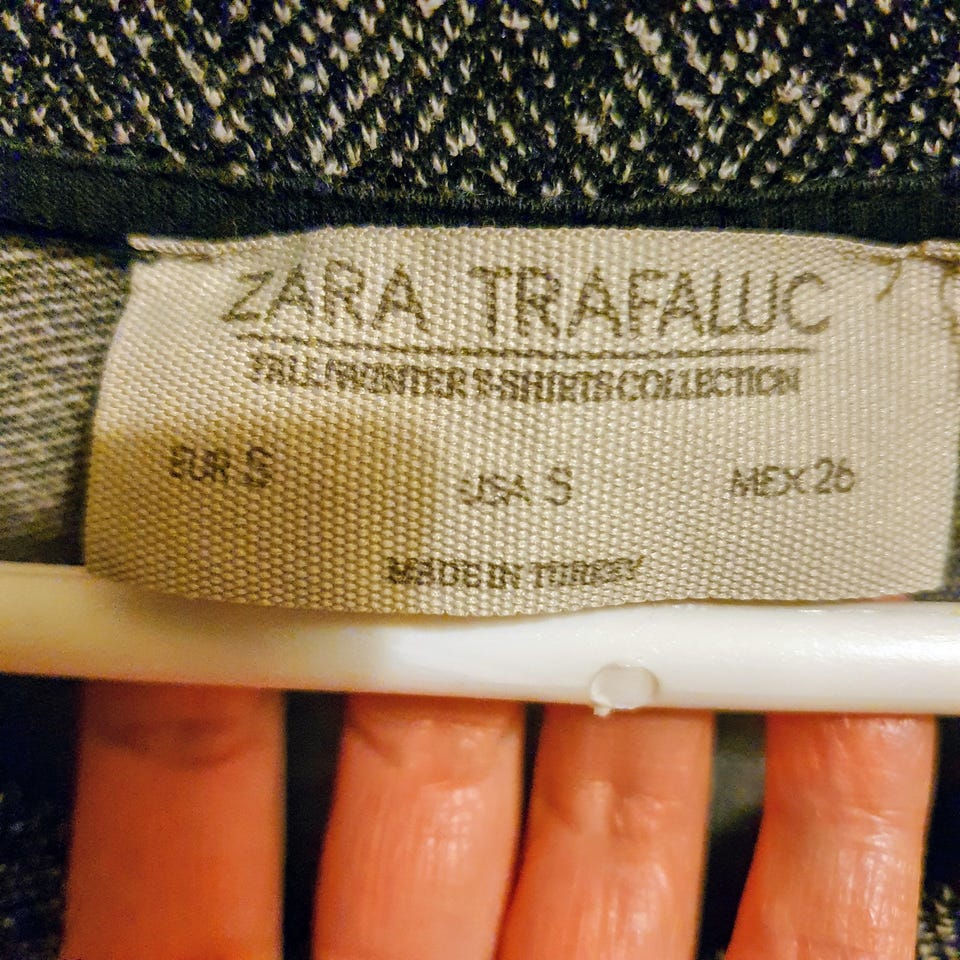 ZARA TRAFALUC
FALL/WINTER T-SHIRTS COLLECTION
EUR S USA S MEX 26
MADE IN TURKEY